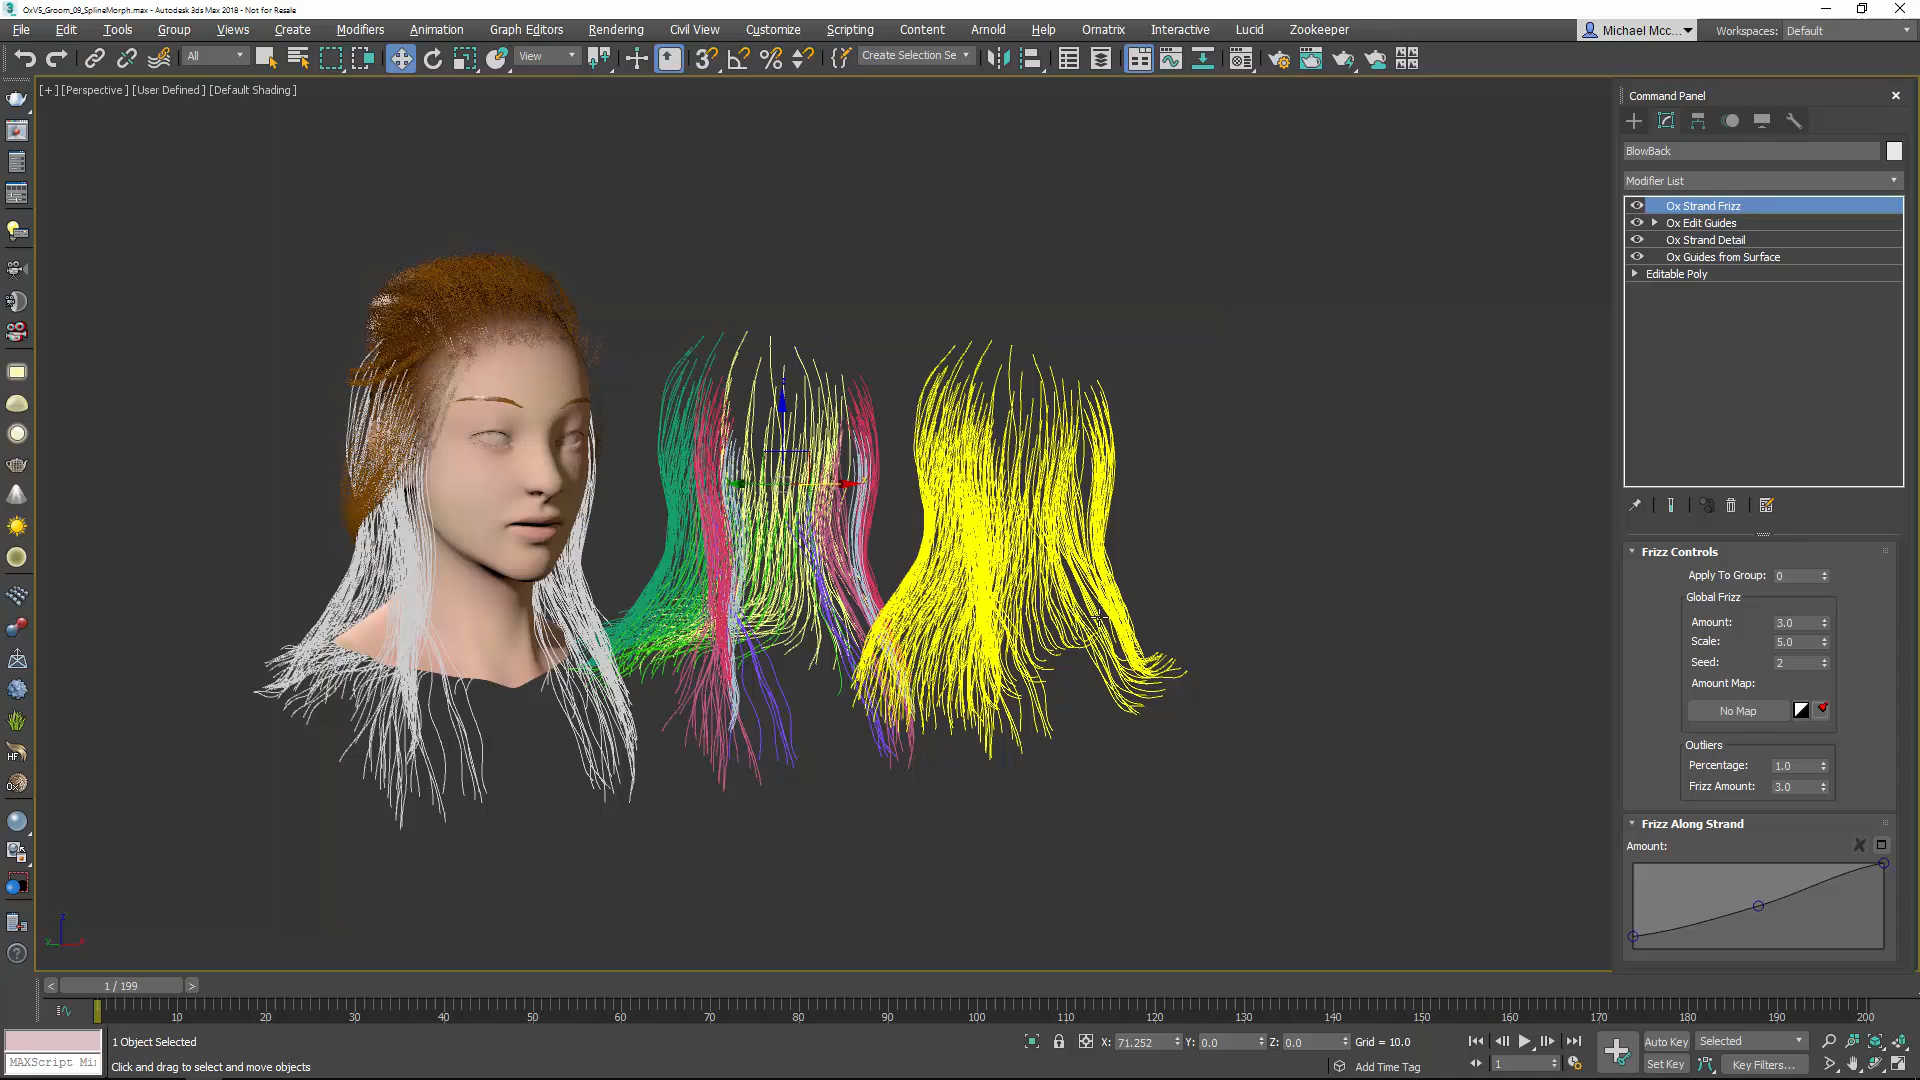 OxV5_Groom_09_SplineMorph.max - Autodesk 3ds Max 2018 - Not for Resale
File Edit Tools Group Views Create Modifiers Animation Graph Editors Rendering Civil View Customize Scripting Content Arnold Help Ornatrix Interactive Lucid Zookeeper
Michael Mcc... Workspaces: Default
All View Create Selection Se
[+] [Perspective] [User Defined] [Default Shading]
Command Panel
BlowBack
Modifier List
Ox Strand Frizz
Ox Edit Guides
Ox Strand Detail
Ox Guides from Surface
Editable Poly
Frizz Controls
Apply To Group: 0
Global Frizz
Amount: 3.0
Scale: 5.0
Seed: 2
Amount Map:
No Map
Outliers
Percentage: 1.0
Frizz Amount: 3.0
Frizz Along Strand
Amount:
HF
z
y x
< 1 / 199 >
10 20 30 40 50 60 70 80 90 100 110 120 130 140 150 160 170 180 190 200
1 Object Selected X: 71.252 Y: 0.0 Z: 0.0 Grid = 10.0 Auto Key Selected
MAXScript Mi Click and drag to select and move objects Add Time Tag 1 Set Key Key Filters...